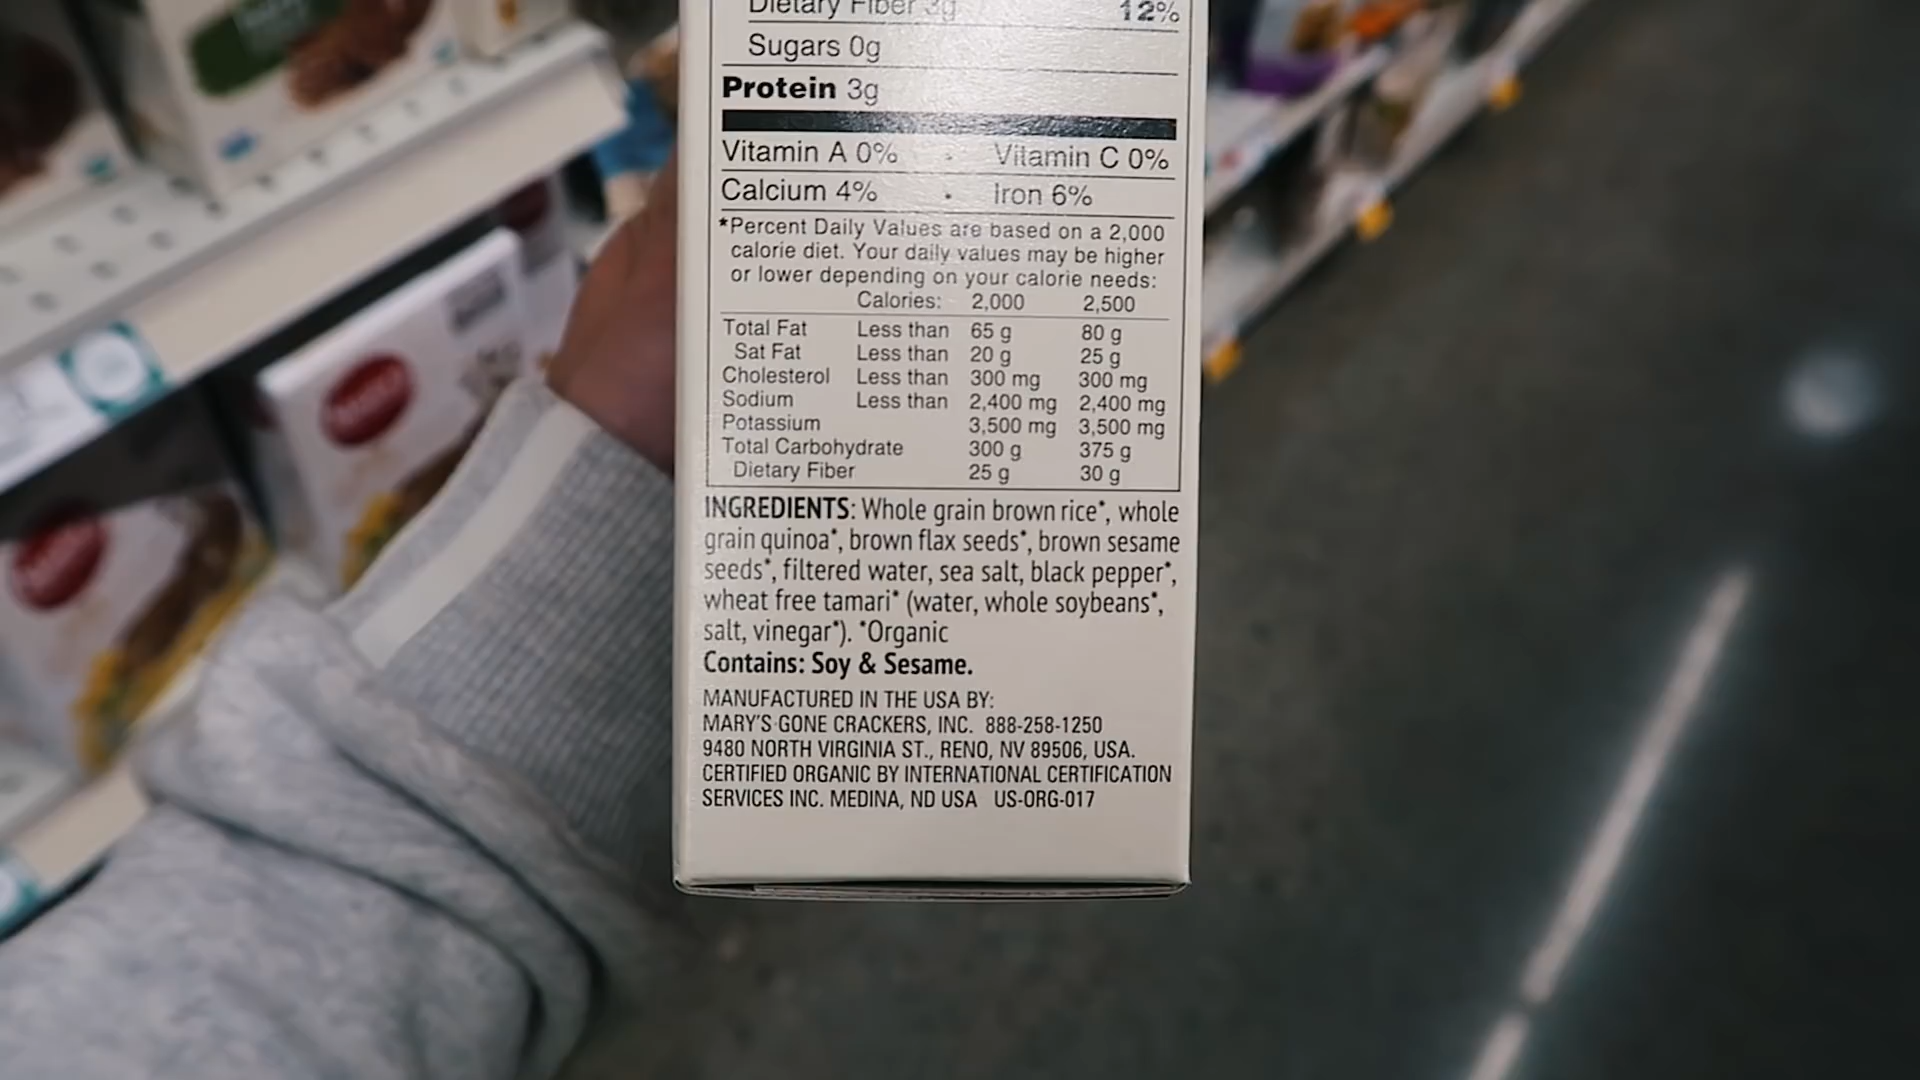 Dietary Fiber 3g 12%
Sugars 0g
Protein 3g
Vitamin A 0% · Vitamin C 0%
Calcium 4% · Iron 6%
*Percent Daily Values are based on a 2,000
calorie diet. Your daily values may be higher
or lower depending on your calorie needs:
Calories: 2,000 2,500
Total Fat Less than 65 g 80 g
Sat Fat Less than 20 g 25 g
Cholesterol Less than 300 mg 300 mg
Sodium Less than 2,400 mg 2,400 mg
Potassium 3,500 mg 3,500 mg
Total Carbohydrate 300 g 375 g
Dietary Fiber 25 g 30 g
INGREDIENTS: Whole grain brown rice*, whole
grain quinoa*, brown flax seeds*, brown sesame
seeds*, filtered water, sea salt, black pepper*,
wheat free tamari* (water, whole soybeans*,
salt, vinegar*). *Organic
Contains: Soy & Sesame.
MANUFACTURED IN THE USA BY:
MARY'S GONE CRACKERS, INC. 888-258-1250
9480 NORTH VIRGINIA ST., RENO, NV 89506, USA.
CERTIFIED ORGANIC BY INTERNATIONAL CERTIFICATION
SERVICES INC. MEDINA, ND USA US-ORG-017